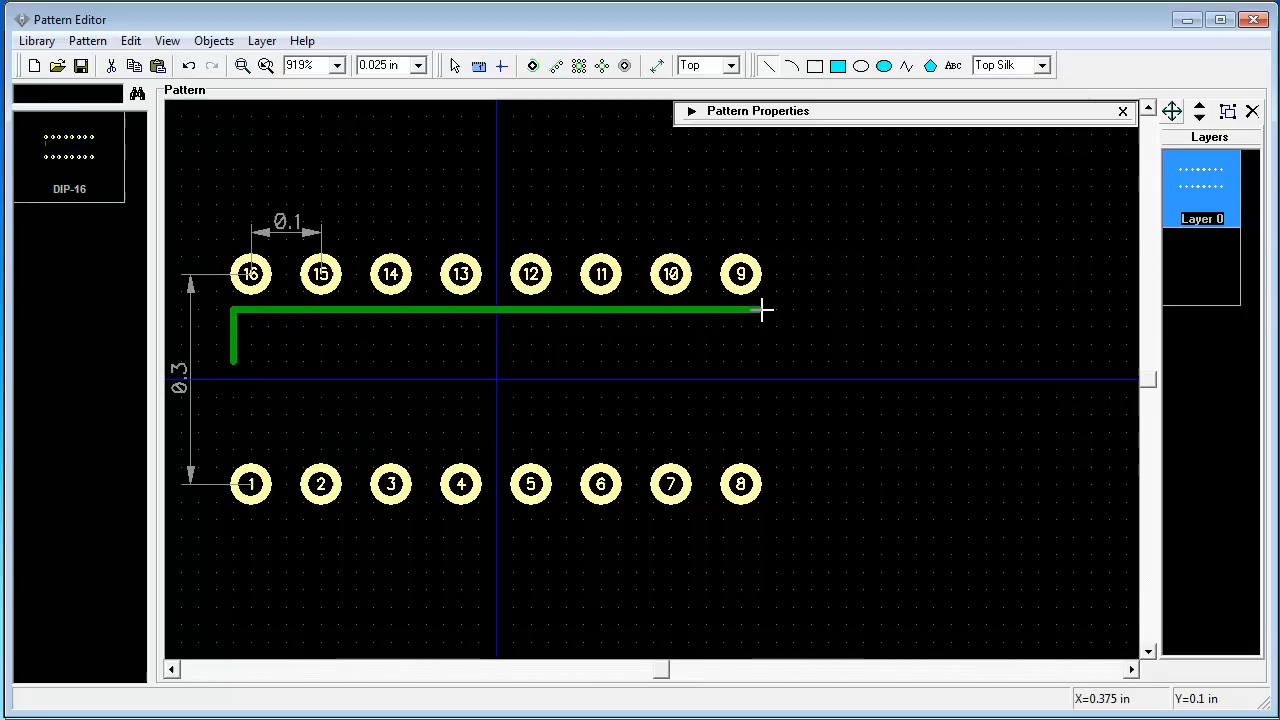 Pattern Editor
Library Pattern Edit View Objects Layer Help
919% 0.025 in Top ABC Top Silk
Pattern
Pattern Properties
Layers
DIP-16
Layer 0
0.1
16 15 14 13 12 11 10 9
0.3
1 2 3 4 5 6 7 8
X=0.375 in Y=0.1 in